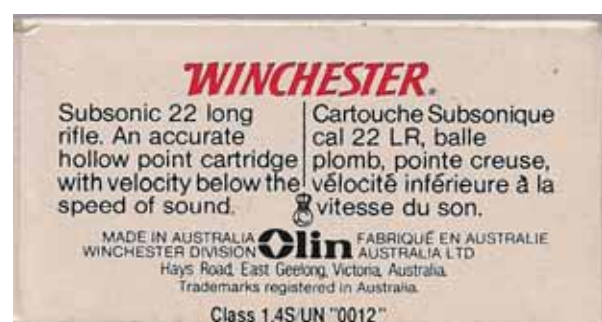 WINCHESTER.
Subsonic 22 long
rifle. An accurate
hollow point cartridge
with velocity below the
speed of sound.
Cartouche Subsonique
cal 22 LR, balle
plomb, pointe creuse,
vélocité inférieure à la
vitesse du son.
MADE IN AUSTRALIA
WINCHESTER DIVISION
Olin
FABRIQUÉ EN AUSTRALIE
AUSTRALIA LTD
Hays Road, East Geelong, Victoria, Australia.
Trademarks registered in Australia.
Class 1.4S/UN "0012"